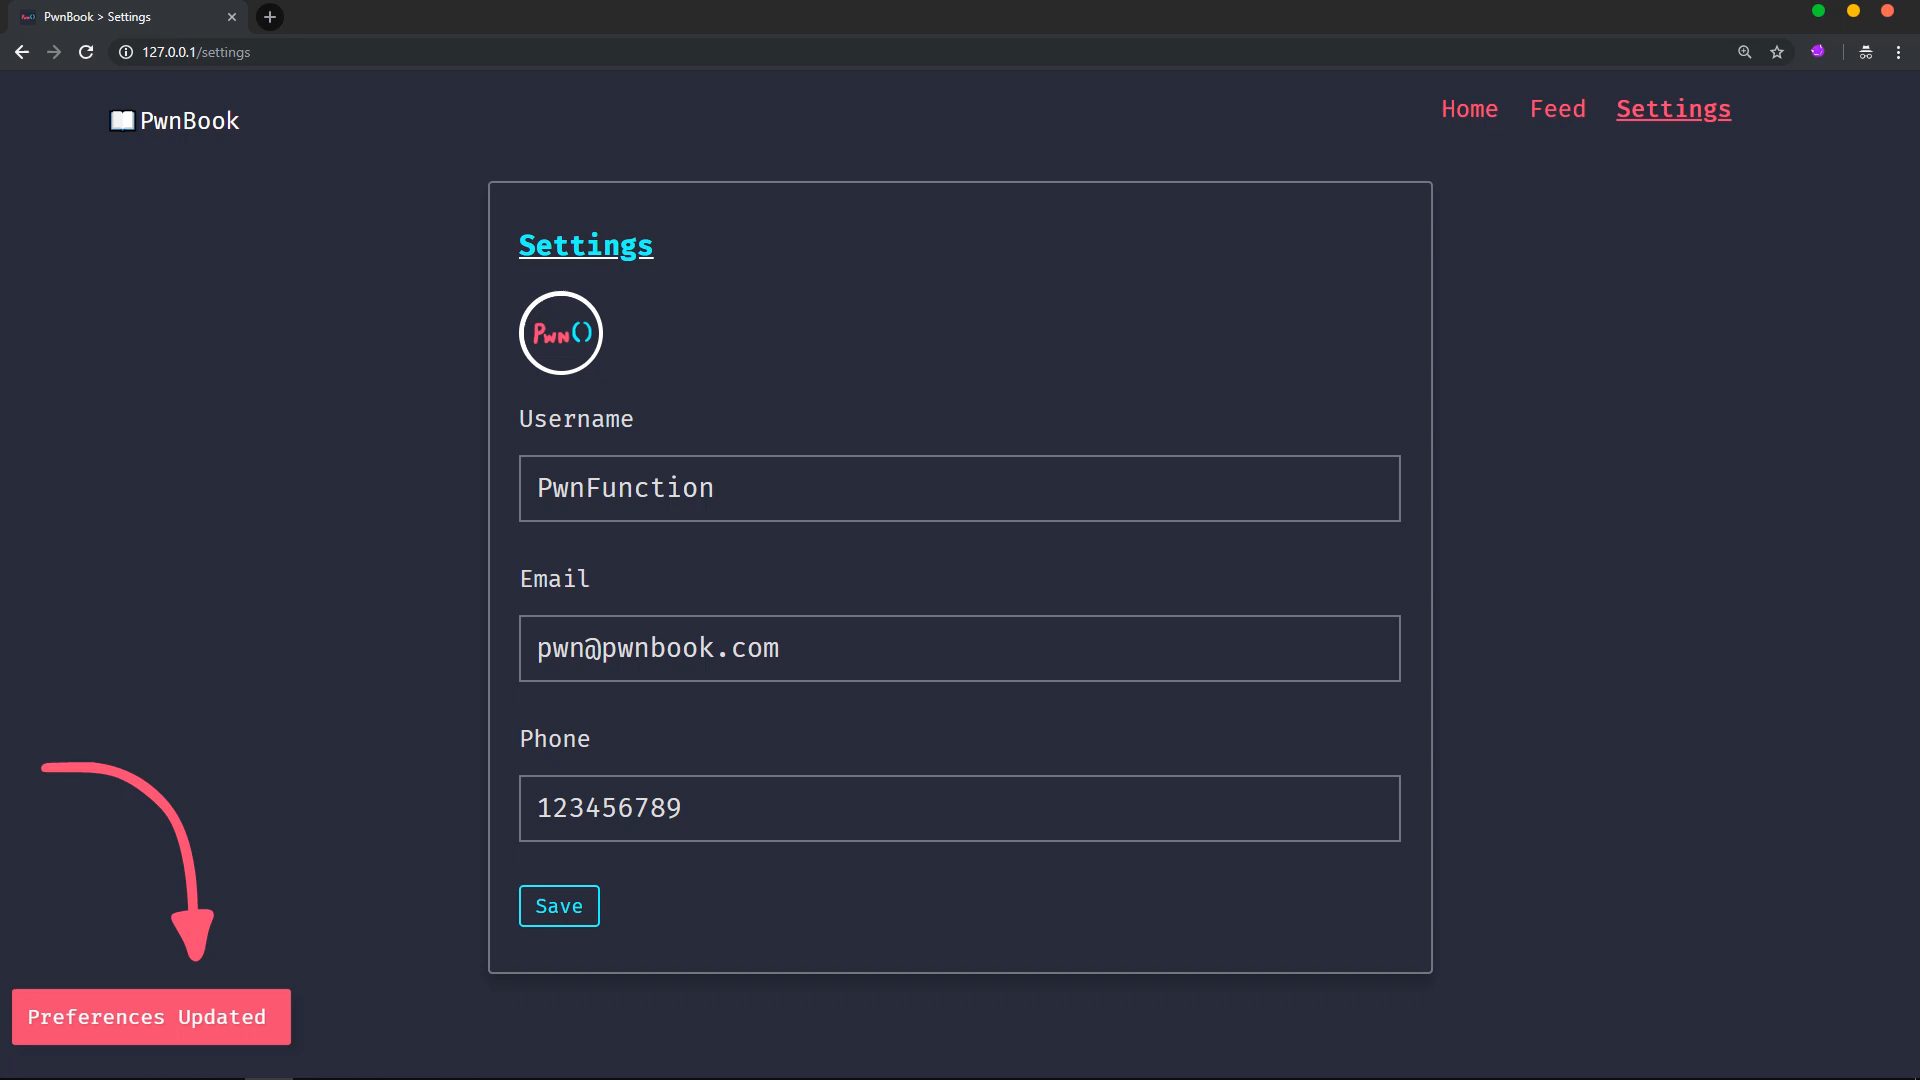 PwnBook > Settings
127.0.0.1/settings
PwnBook
Home Feed Settings
Settings
Pwn()
Username
PwnFunction
Email
pwn@pwnbook.com
Phone
123456789
Save
Preferences Updated